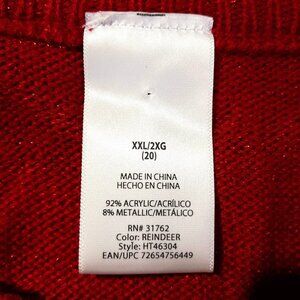 XXL/2XG
(20)
MADE IN CHINA
HECHO EN CHINA
92% ACRYLIC/ACRÍLICO
8% METALLIC/METÁLICO
RN# 31762
Color: REINDEER
Style: HT46304
EAN/UPC 72654756449